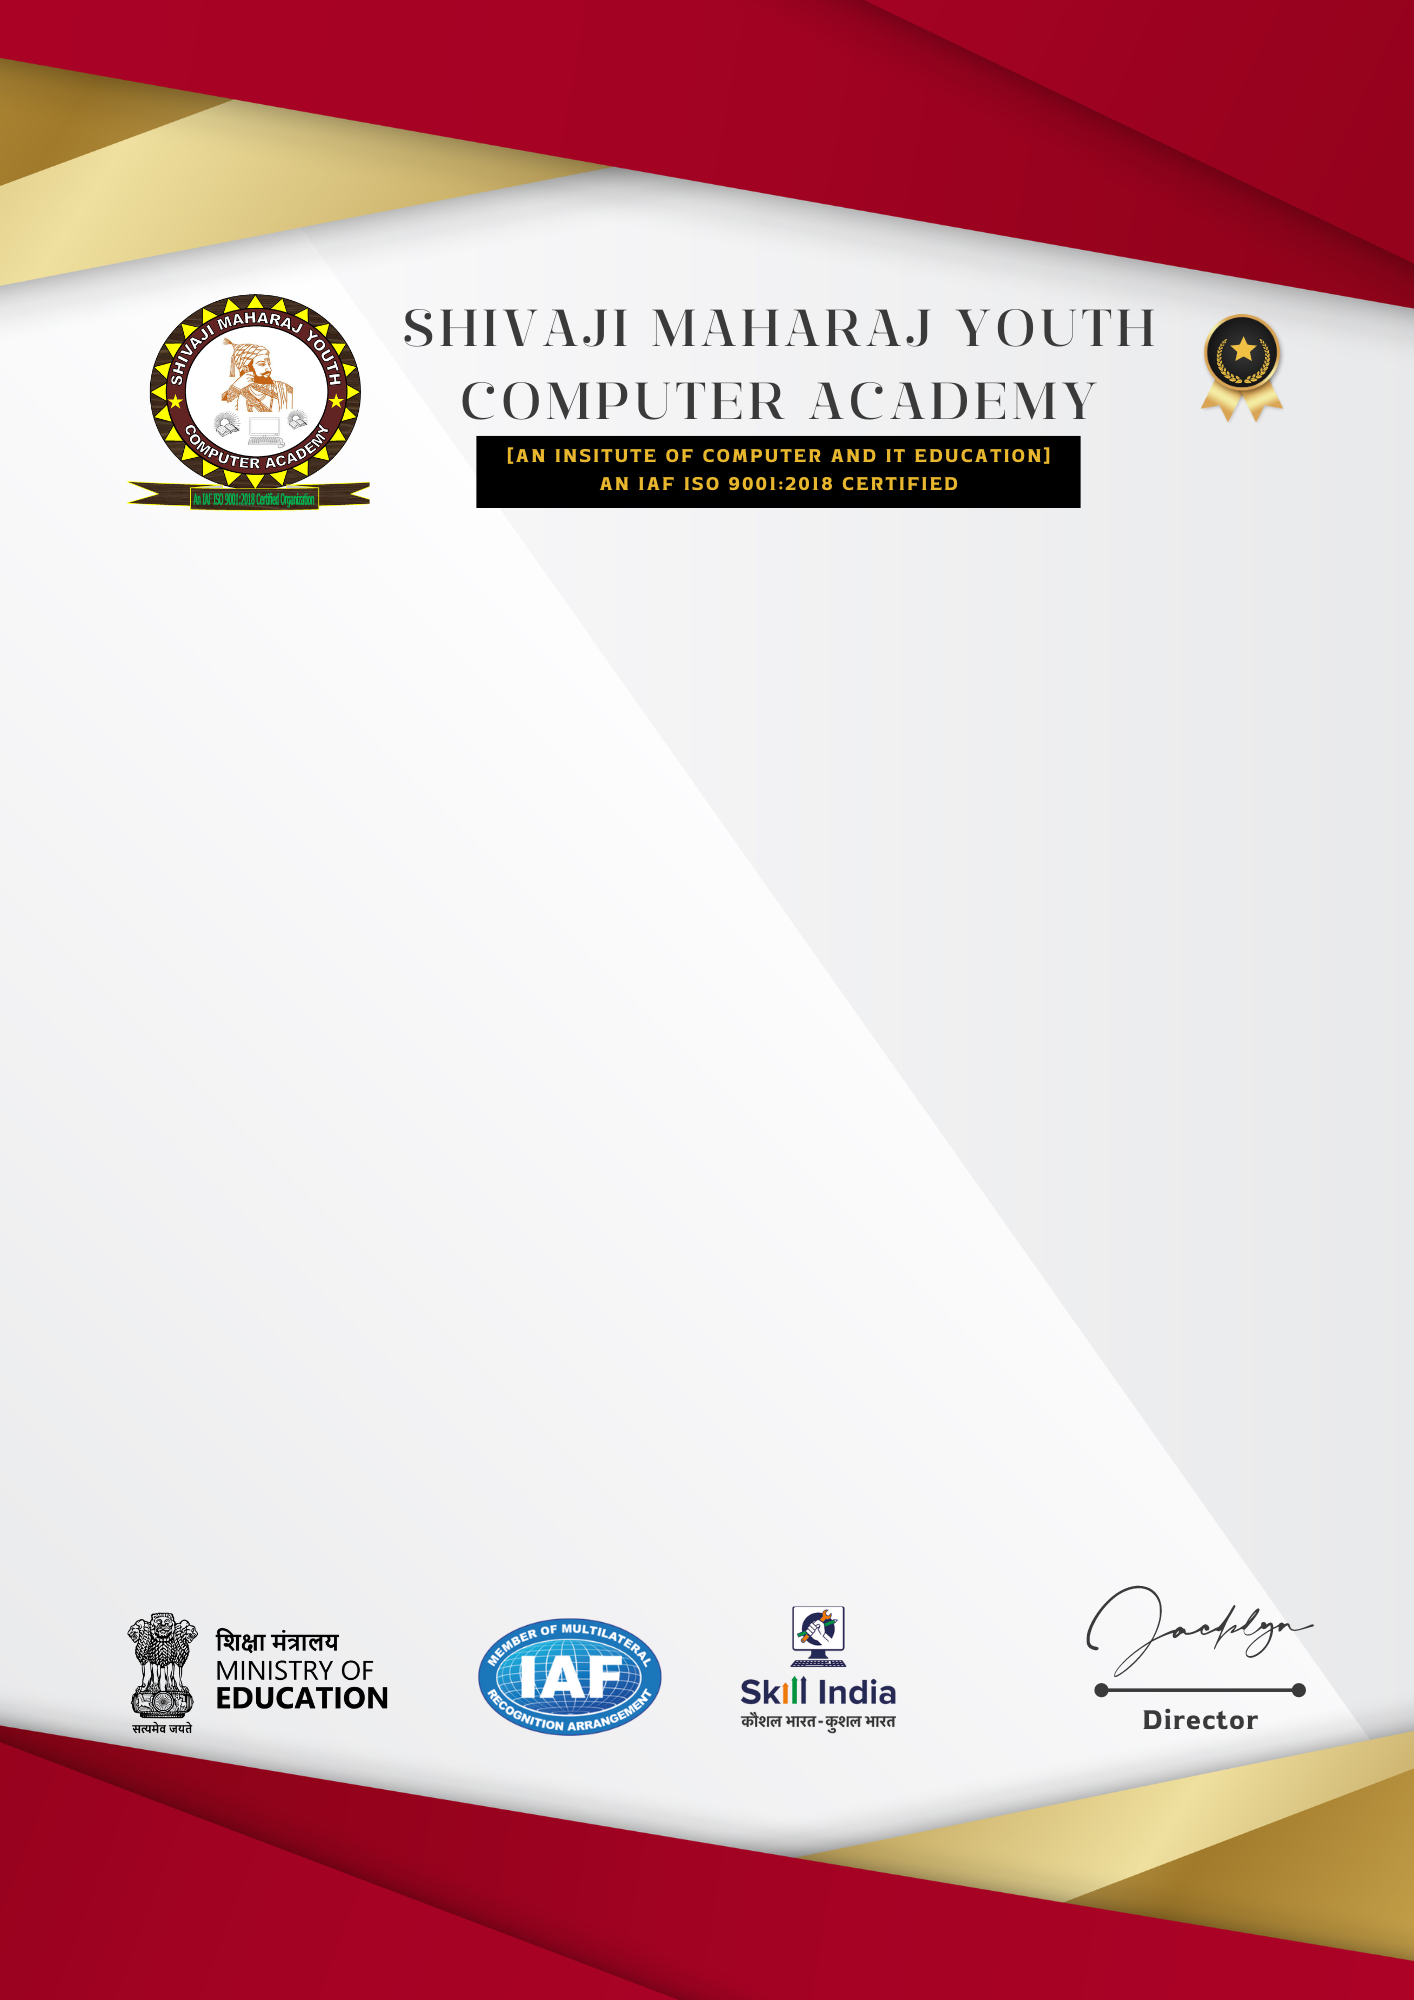 SHIVAJI MAHARAJ YOUTH
COMPUTER ACADEMY
An IAF ISO 9001:2018 Certified Organization
SHIVAJI MAHARAJ YOUTH
COMPUTER ACADEMY
[AN INSITUTE OF COMPUTER AND IT EDUCATION]
AN IAF ISO 9001:2018 CERTIFIED
सत्यमेव जयते
शिक्षा मंत्रालय
MINISTRY OF
EDUCATION
MEMBER OF MULTILATERAL
IAF
RECOGNITION ARRANGEMENT
Skill India
कौशल भारत-कुशल भारत
Jacqlyn
Director